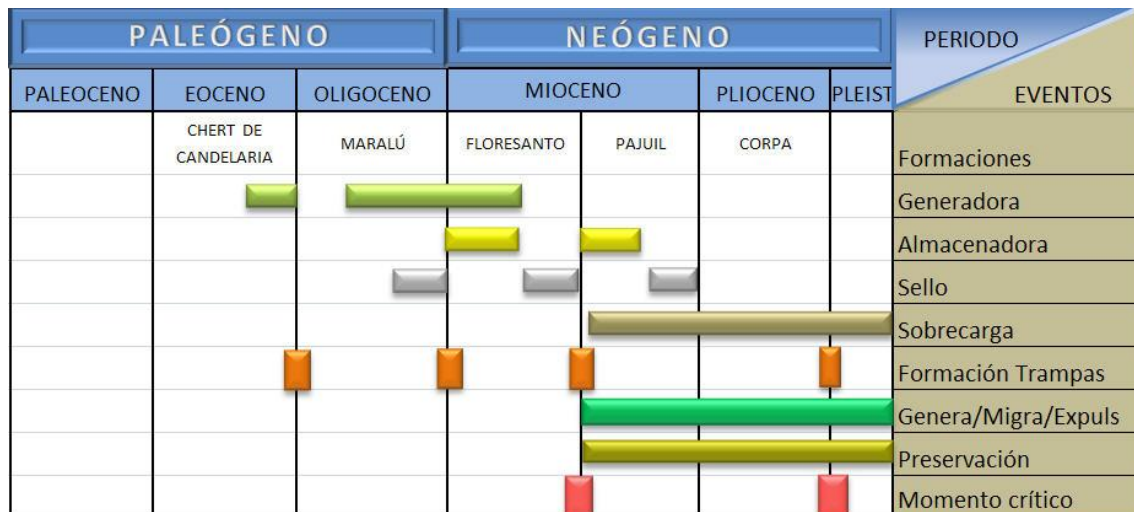 PALEÓGENO NEÓGENO PERIODO
EVENTOS
PALEOCENO EOCENO OLIGOCENO MIOCENO PLIOCENO PLEIST
CHERT DE
CANDELARIA MARALÚ FLORESANTO PAJUIL CORPA
Formaciones
Generadora
Almacenadora
Sello
Sobrecarga
Formación Trampas
Genera/Migra/Expuls
Preservación
Momento crítico